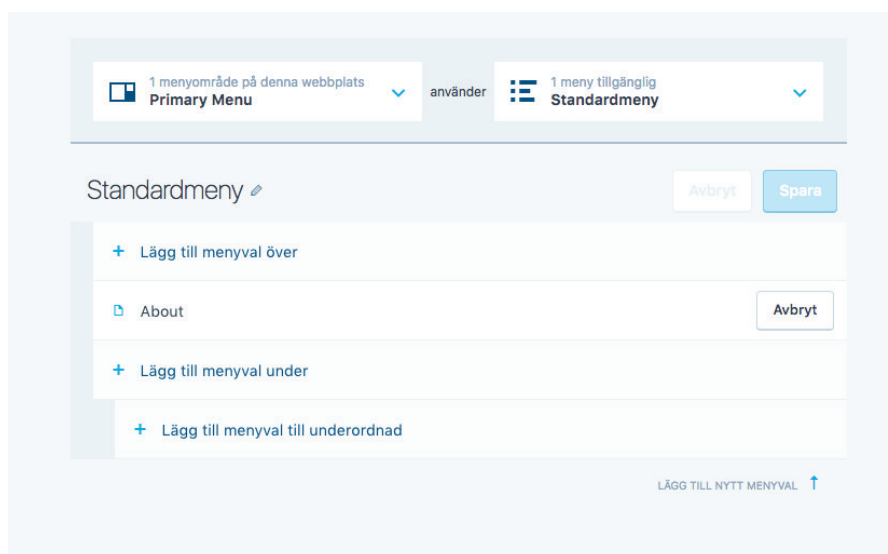 1 menyområde på denna webbplats
Primary Menu
använder
1 meny tillgänglig
Standardmeny
Standardmeny
Avbryt
Spara
Lägg till menyval över
About
Avbryt
Lägg till menyval under
Lägg till menyval till underordnad
LÄGG TILL NYTT MENYVAL